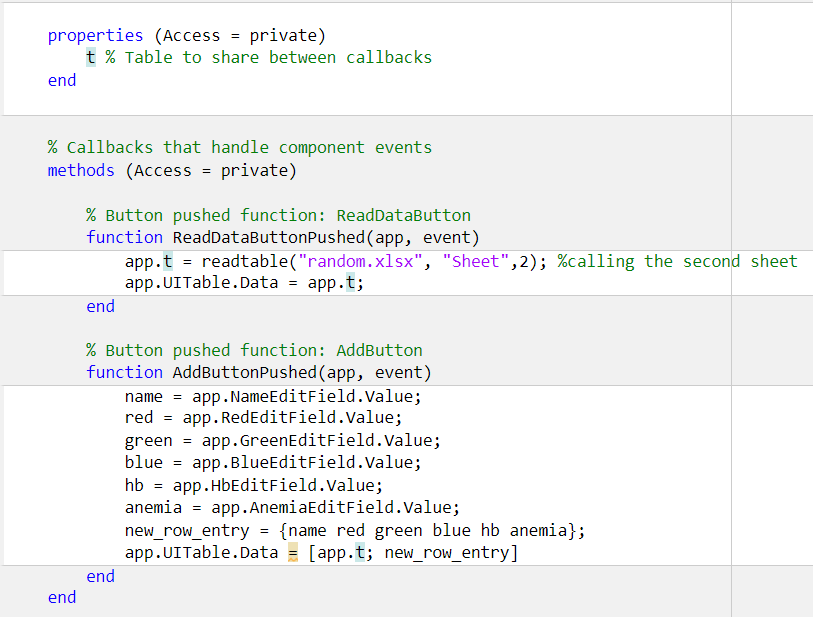 properties (Access = private)
t % Table to share between callbacks
end
% Callbacks that handle component events
methods (Access = private)
% Button pushed function: ReadDataButton
function ReadDataButtonPushed(app, event)
app.t = readtable("random.xlsx", "Sheet",2); %calling the second sheet
app.UITable.Data = app.t;
end
% Button pushed function: AddButton
function AddButtonPushed(app, event)
name = app.NameEditField.Value;
red = app.RedEditField.Value;
green = app.GreenEditField.Value;
blue = app.BlueEditField.Value;
hb = app.HbEditField.Value;
anemia = app.AnemiaEditField.Value;
new_row_entry = {name red green blue hb anemia};
app.UITable.Data = [app.t; new_row_entry]
end
end